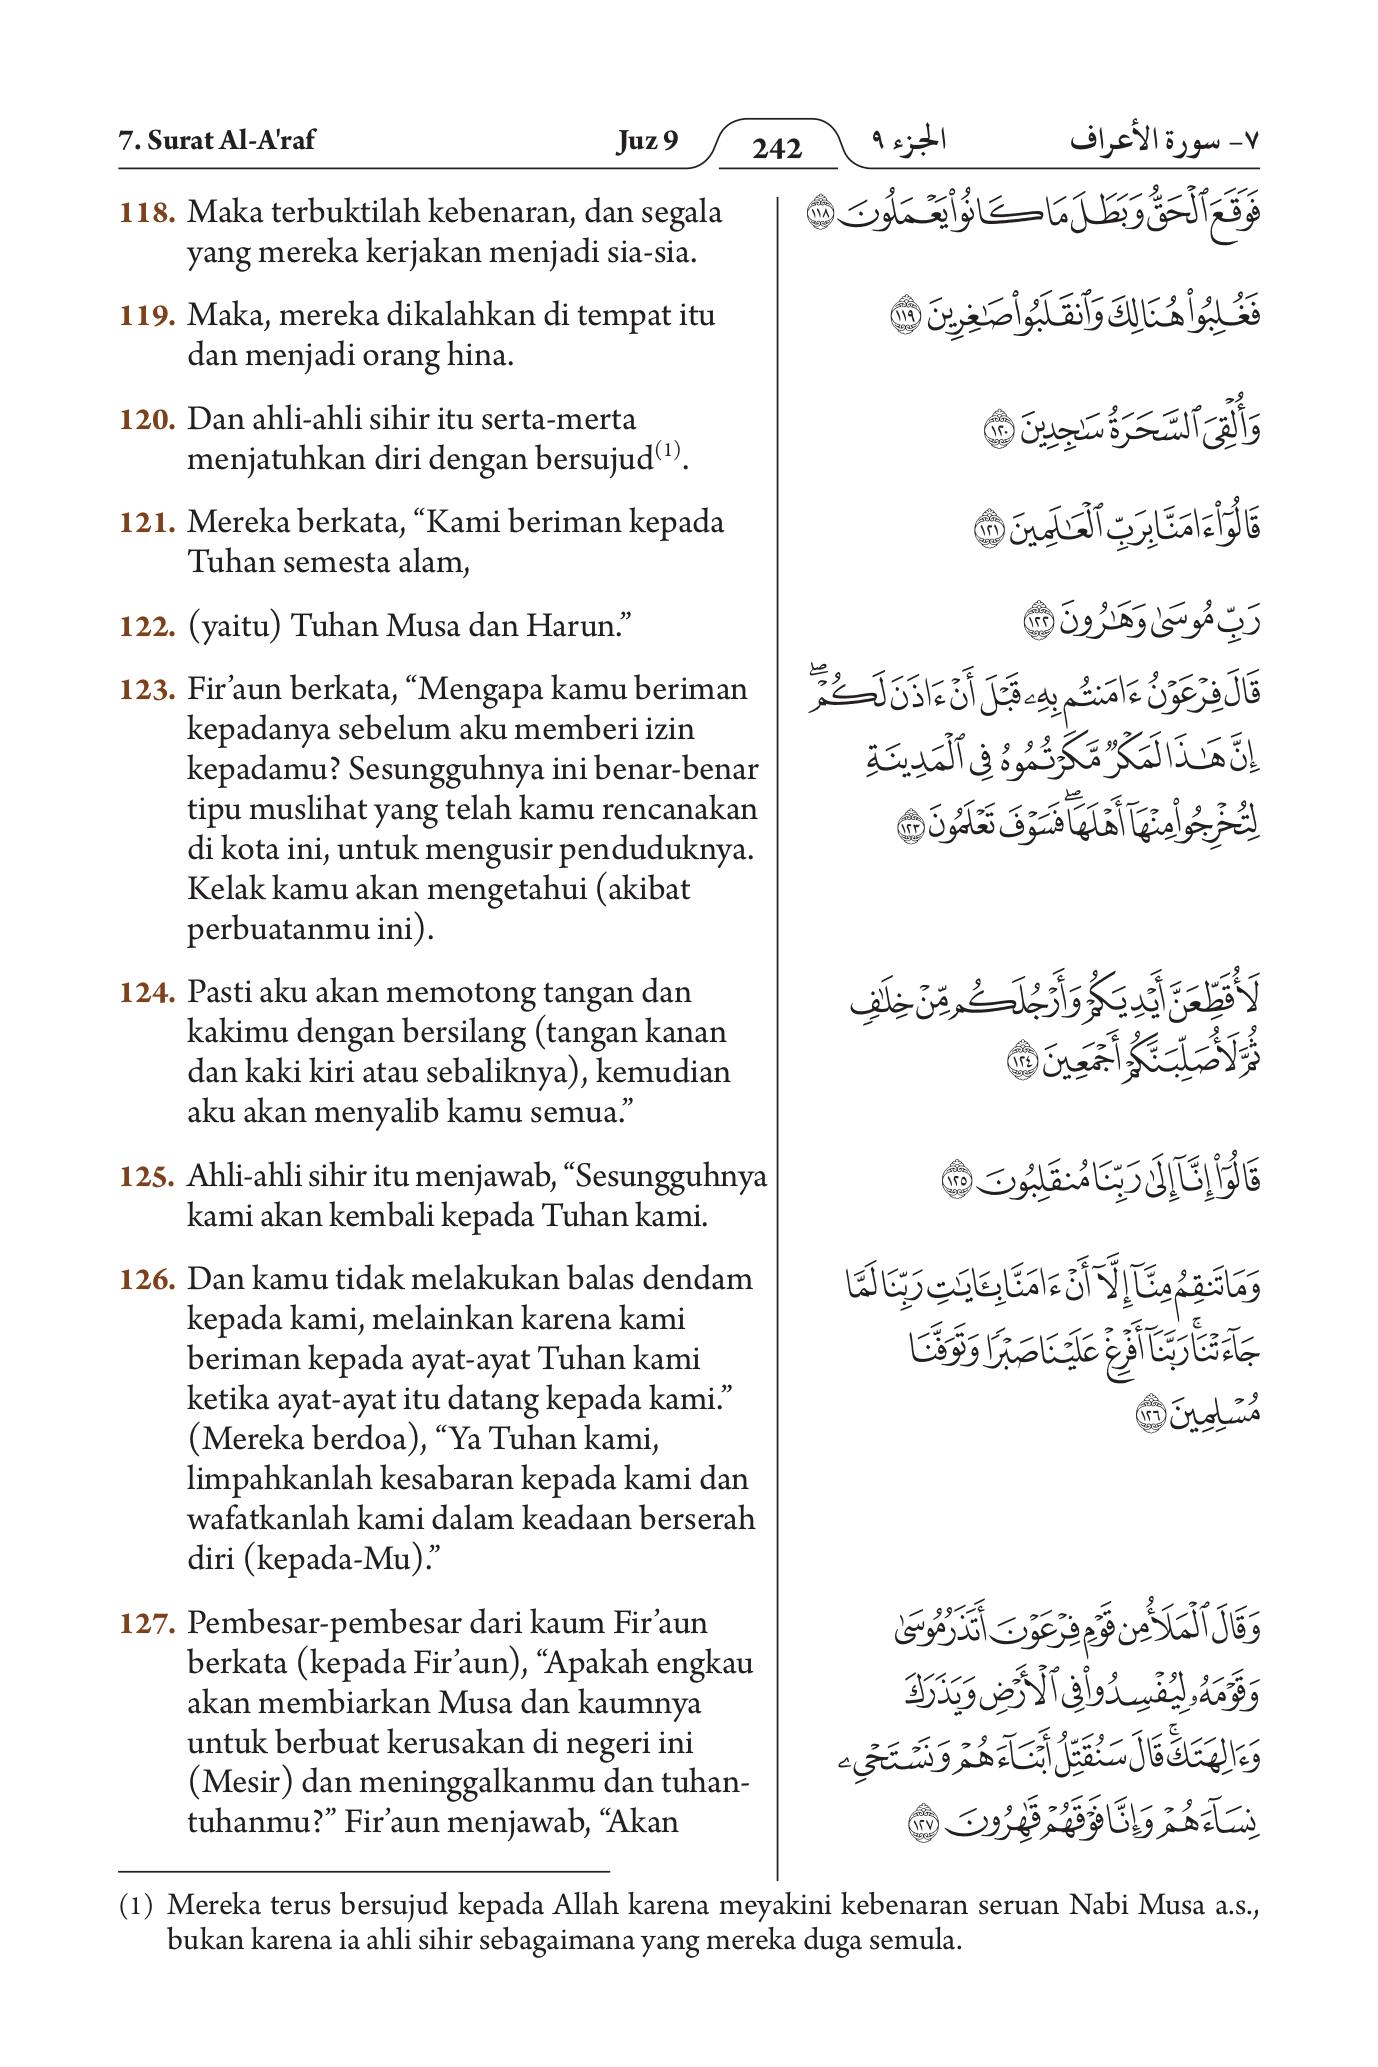 7. Surat Al-A'raf
Juz 9
242
الجزء ٩
٧- سورة الأعراف
118. Maka terbuktilah kebenaran, dan segala
yang mereka kerjakan menjadi sia-sia.
119. Maka, mereka dikalahkan di tempat itu
dan menjadi orang hina.
120. Dan ahli-ahli sihir itu serta-merta
menjatuhkan diri dengan bersujud(1).
121. Mereka berkata, “Kami beriman kepada
Tuhan semesta alam,
122. (yaitu) Tuhan Musa dan Harun.”
123. Fir’aun berkata, “Mengapa kamu beriman
kepadanya sebelum aku memberi izin
kepadamu? Sesungguhnya ini benar-benar
tipu muslihat yang telah kamu rencanakan
di kota ini, untuk mengusir penduduknya.
Kelak kamu akan mengetahui (akibat
perbuatanmu ini).
124. Pasti aku akan memotong tangan dan
kakimu dengan bersilang (tangan kanan
dan kaki kiri atau sebaliknya), kemudian
aku akan menyalib kamu semua.”
125. Ahli-ahli sihir itu menjawab, “Sesungguhnya
kami akan kembali kepada Tuhan kami.
126. Dan kamu tidak melakukan balas dendam
kepada kami, melainkan karena kami
beriman kepada ayat-ayat Tuhan kami
ketika ayat-ayat itu datang kepada kami.”
(Mereka berdoa), “Ya Tuhan kami,
limpahkanlah kesabaran kepada kami dan
wafatkanlah kami dalam keadaan berserah
diri (kepada-Mu).”
127. Pembesar-pembesar dari kaum Fir’aun
berkata (kepada Fir’aun), “Apakah engkau
akan membiarkan Musa dan kaumnya
untuk berbuat kerusakan di negeri ini
(Mesir) dan meninggalkanmu dan tuhan-
tuhanmu?” Fir’aun menjawab, “Akan
فَوَقَعَ ٱلۡحَقُّ وَبَطَلَ مَا كَانُواْ يَعۡمَلُونَ ١١٨
فَغُلِبُواْ هُنَالِكَ وَٱنقَلَبُواْ صَٰغِرِينَ ١١٩
وَأُلۡقِيَ ٱلسَّحَرَةُ سَٰجِدِينَ ١٢٠
قَالُوٓاْ ءَامَنَّا بِرَبِّ ٱلۡعَٰلَمِينَ ١٢١
رَبِّ مُوسَىٰ وَهَٰرُونَ ١٢٢
قَالَ فِرۡعَوۡنُ ءَامَنتُم بِهِۦ قَبۡلَ أَنۡ ءَاذَنَ لَكُمۡۖ
إِنَّ هَٰذَا لَمَكۡرٞ مَّكَرۡتُمُوهُ فِي ٱلۡمَدِينَةِ
لِتُخۡرِجُواْ مِنۡهَآ أَهۡلَهَاۖ فَسَوۡفَ تَعۡلَمُونَ ١٢٣
لَأُقَطِّعَنَّ أَيۡدِيَكُمۡ وَأَرۡجُلَكُم مِّنۡ خِلَٰفٖ
ثُمَّ لَأُصَلِّبَنَّكُمۡ أَجۡمَعِينَ ١٢٤
قَالُوٓاْ إِنَّآ إِلَىٰ رَبِّنَا مُنقَلِبُونَ ١٢٥
وَمَا تَنقِمُ مِنَّآ إِلَّآ أَنۡ ءَامَنَّا بِـَٔايَٰتِ رَبِّنَا لَمَّا
جَآءَتۡنَاۚ رَبَّنَآ أَفۡرِغۡ عَلَيۡنَا صَبۡرٗا وَتَوَفَّنَا
مُسۡلِمِينَ ١٢٦
وَقَالَ ٱلۡمَلَأُ مِن قَوۡمِ فِرۡعَوۡنَ أَتَذَرُ مُوسَىٰ
وَقَوۡمَهُۥ لِيُفۡسِدُواْ فِي ٱلۡأَرۡضِ وَيَذَرَكَ
وَءَالِهَتَكَۚ قَالَ سَنُقَتِّلُ أَبۡنَآءَهُمۡ وَنَسۡتَحۡيِۦ
نِسَآءَهُمۡ وَإِنَّا فَوۡقَهُمۡ قَٰهِرُونَ ١٢٧
(1) Mereka terus bersujud kepada Allah karena meyakini kebenaran seruan Nabi Musa a.s.,
bukan karena ia ahli sihir sebagaimana yang mereka duga semula.